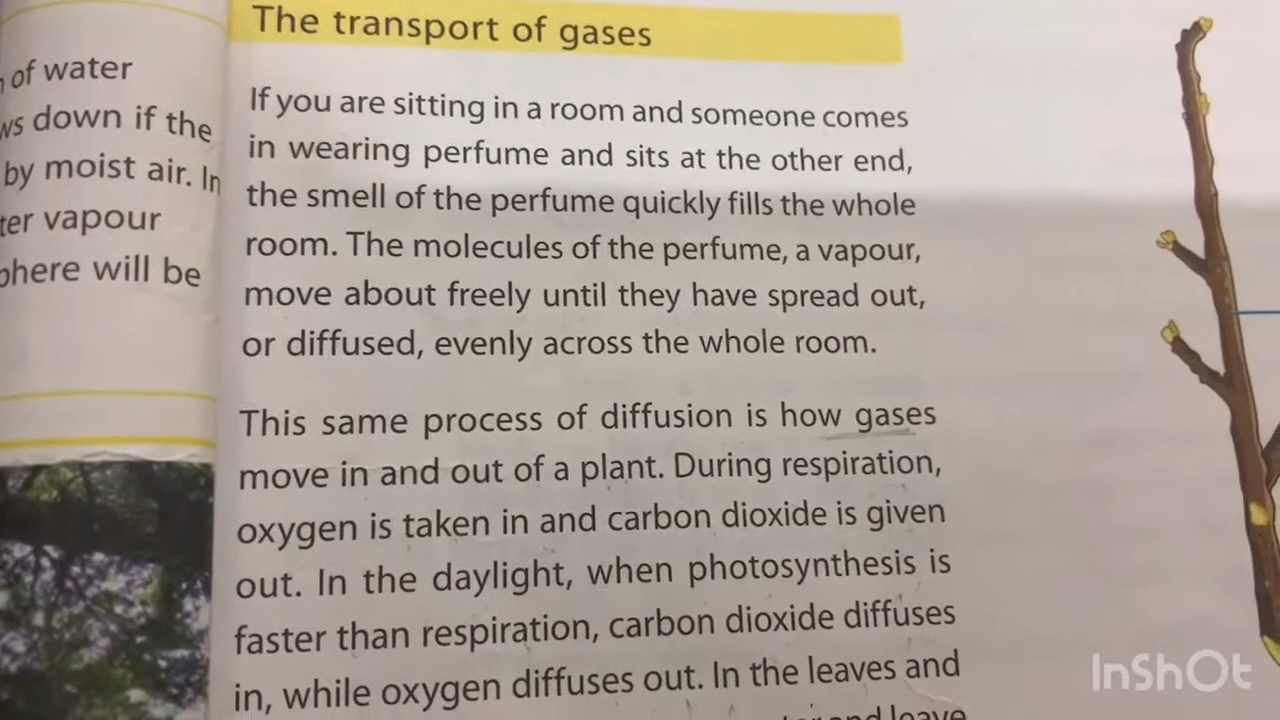 of water
down if the
by moist air. In
vapour
will be
The transport of gases
If you are sitting in a room and someone comes
in wearing perfume and sits at the other end,
the smell of the perfume quickly fills the whole
room. The molecules of the perfume, a vapour,
move about freely until they have spread out,
or diffused, evenly across the whole room.
This same process of diffusion is how gases
move in and out of a plant. During respiration,
oxygen is taken in and carbon dioxide is given
out. In the daylight, when photosynthesis is
faster than respiration, carbon dioxide diffuses
in, while oxygen diffuses out. In the leaves and
and leave
InShOt